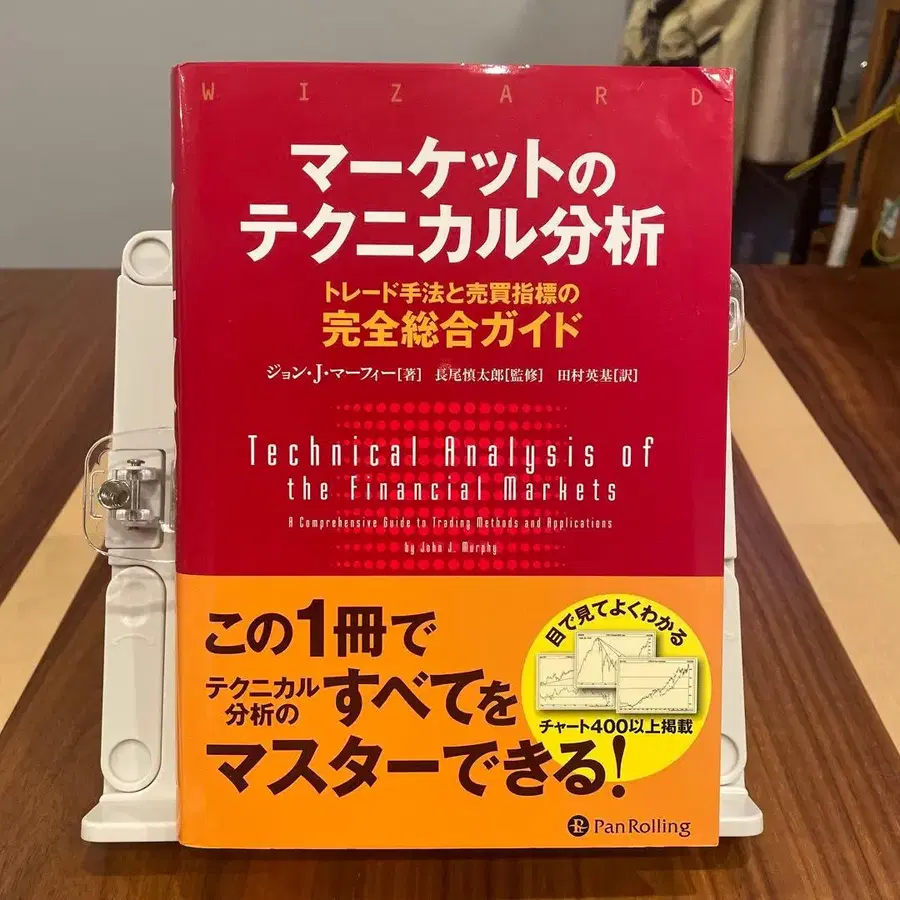 WIZARD
マーケットの
テクニカル分析
トレード手法と売買指標の
完全総合ガイド
ジョン・J・マーフィー[著] 長尾慎太郎[監修] 田村英基[訳]
Technical Analysis of
the Financial Markets
A Comprehensive Guide to Trading Methods and Applications
by John J. Murphy
この1冊で
テクニカル
分析の
すべてを
マスターできる!
目で見てよくわかる
チャート400以上掲載
PanRolling